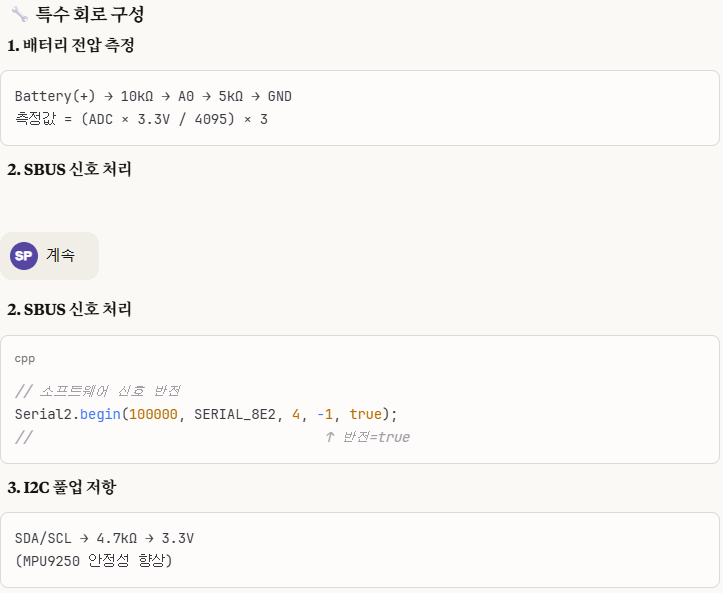 🔧 특수 회로 구성
1. 배터리 전압 측정
Battery(+) → 10kΩ → A0 → 5kΩ → GND
측정값 = (ADC × 3.3V / 4095) × 3
2. SBUS 신호 처리
SP 계속
2. SBUS 신호 처리
cpp
// 소프트웨어 신호 반전
Serial2.begin(100000, SERIAL_8E2, 4, -1, true);
// ↑ 반전=true
3. I2C 풀업 저항
SDA/SCL → 4.7kΩ → 3.3V
(MPU9250 안정성 향상)